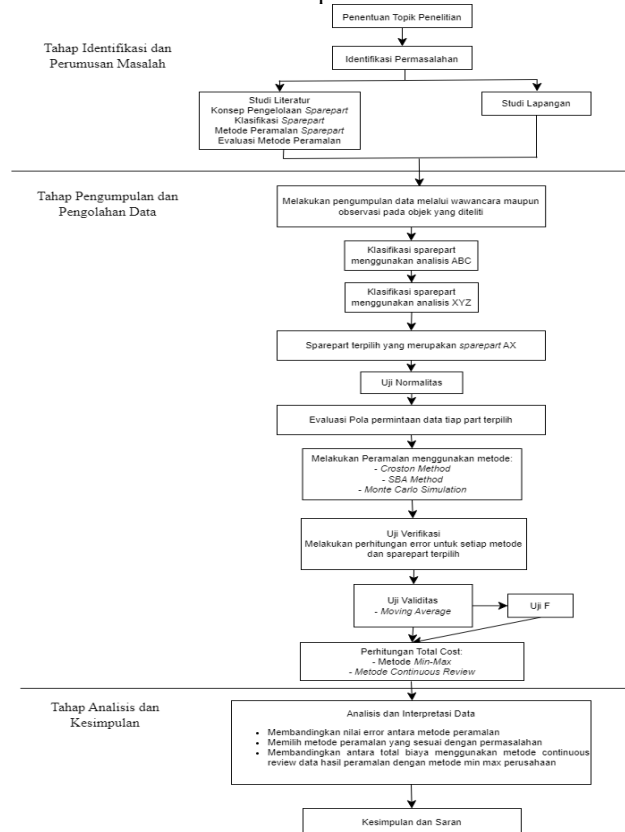 Penentuan Topik Penelitian
Tahap Identifikasi dan
Perumusan Masalah
Identifikasi Permasalahan
Studi Literatur
Konsep Pengelolaan Sparepart
Klasifikasi Sparepart
Metode Peramalan Sparepart
Evaluasi Metode Peramalan
Studi Lapangan
Tahap Pengumpulan dan
Pengolahan Data
Melakukan pengumpulan data melalui wawancara maupun
observasi pada objek yang diteliti
Klasifikasi sparepart
menggunakan analisis ABC
Klasifikasi sparepart
menggunakan analisis XYZ
Sparepart terpilih yang merupakan sparepart AX
Uji Normalitas
Evaluasi Pola permintaan data tiap part terpilih
Melakukan Peramalan menggunakan metode:
- Croston Method
- SBA Method
- Monte Carlo Simulation
Uji Verifikasi
Melakukan perhitungan error untuk setiap metode
dan sparepart terpilih
Uji Validitas
- Moving Average
Uji F
Perhitungan Total Cost:
- Metode Min-Max
- Metode Continuous Review
Tahap Analisis dan
Kesimpulan
Analisis dan Interpretasi Data
• Membandingkan nilai error antara metode peramalan
• Memilih metode peramalan yang sesuai dengan permasalahan
• Membandingkan antara total biaya menggunakan metode continuous
review data hasil peramalan dengan metode min max perusahaan
Kesimpulan dan Saran